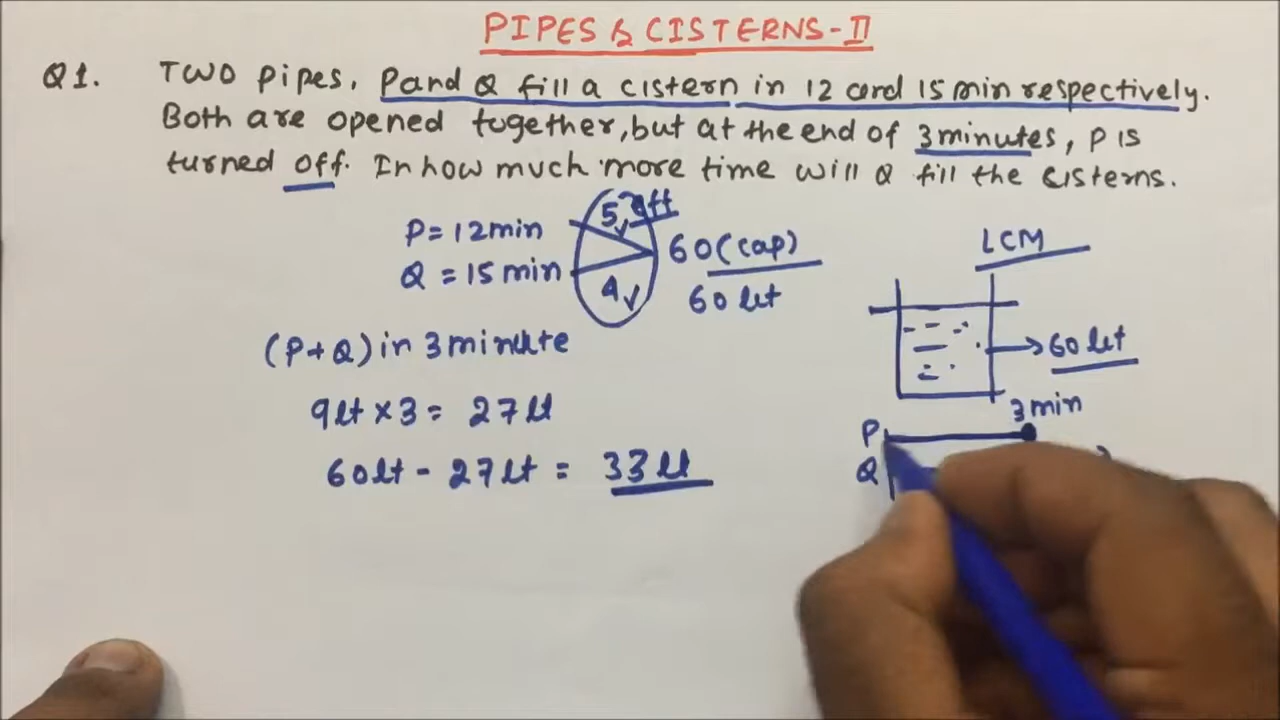 PIPES & CISTERNS-II
Q1. TWO pipes, P and Q fill a cistern in 12 and 15 min respectively.
Both are opened together, but at the end of 3 minutes, P is
turned off. In how much more time will Q fill the cisterns.
P = 12 min
Q = 15 min
5 eff
4
60 (cap)
60 lit
LCM
60 lit
(P+Q) in 3 minute
9 lt × 3 = 27 lt
60 lt - 27 lt = 33 lt
3 min
P
Q